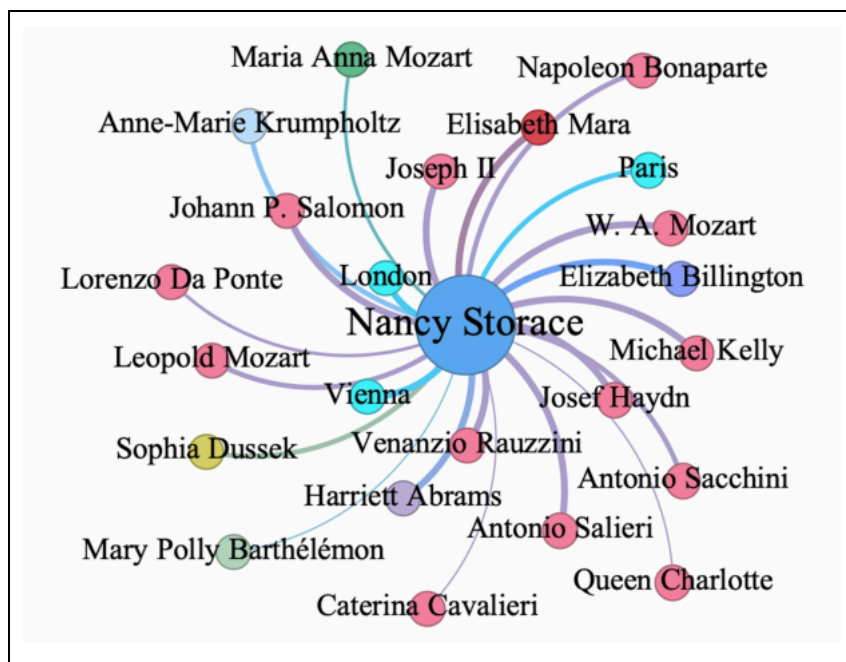 Maria Anna Mozart
Napoleon Bonaparte
Anne-Marie Krumpholtz
Elisabeth Mara
Joseph II
Paris
Johann P. Salomon
W. A. Mozart
Lorenzo Da Ponte
London
Elizabeth Billington
Nancy Storace
Leopold Mozart
Michael Kelly
Vienna
Josef Haydn
Sophia Dussek
Venanzio Rauzzini
Antonio Sacchini
Harriett Abrams
Antonio Salieri
Mary Polly Barthélémon
Queen Charlotte
Caterina Cavalieri